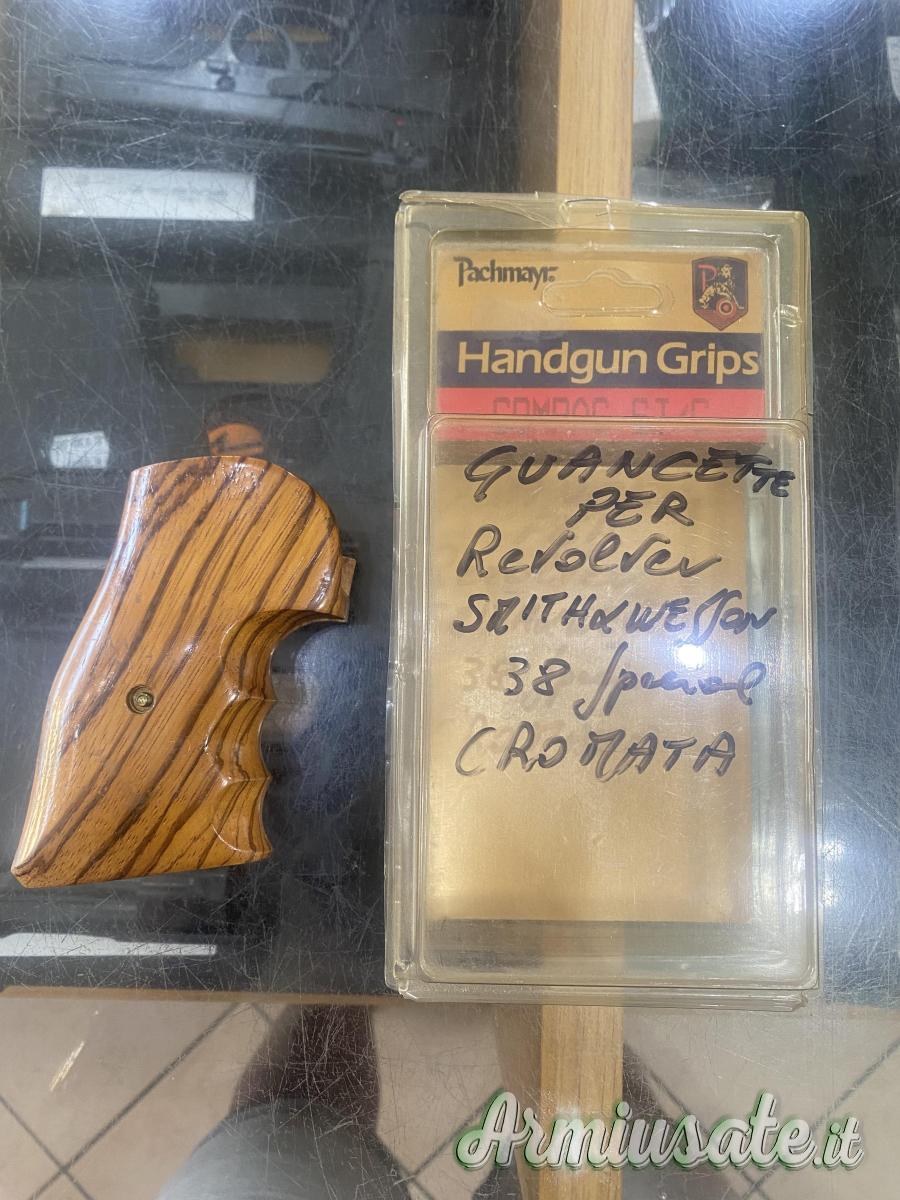 Pachmayr
Handgun Grips
GUANCETTE
PER
Revolver
SMITH & WESSON
38 Special
CROMATA
Armiusate.it